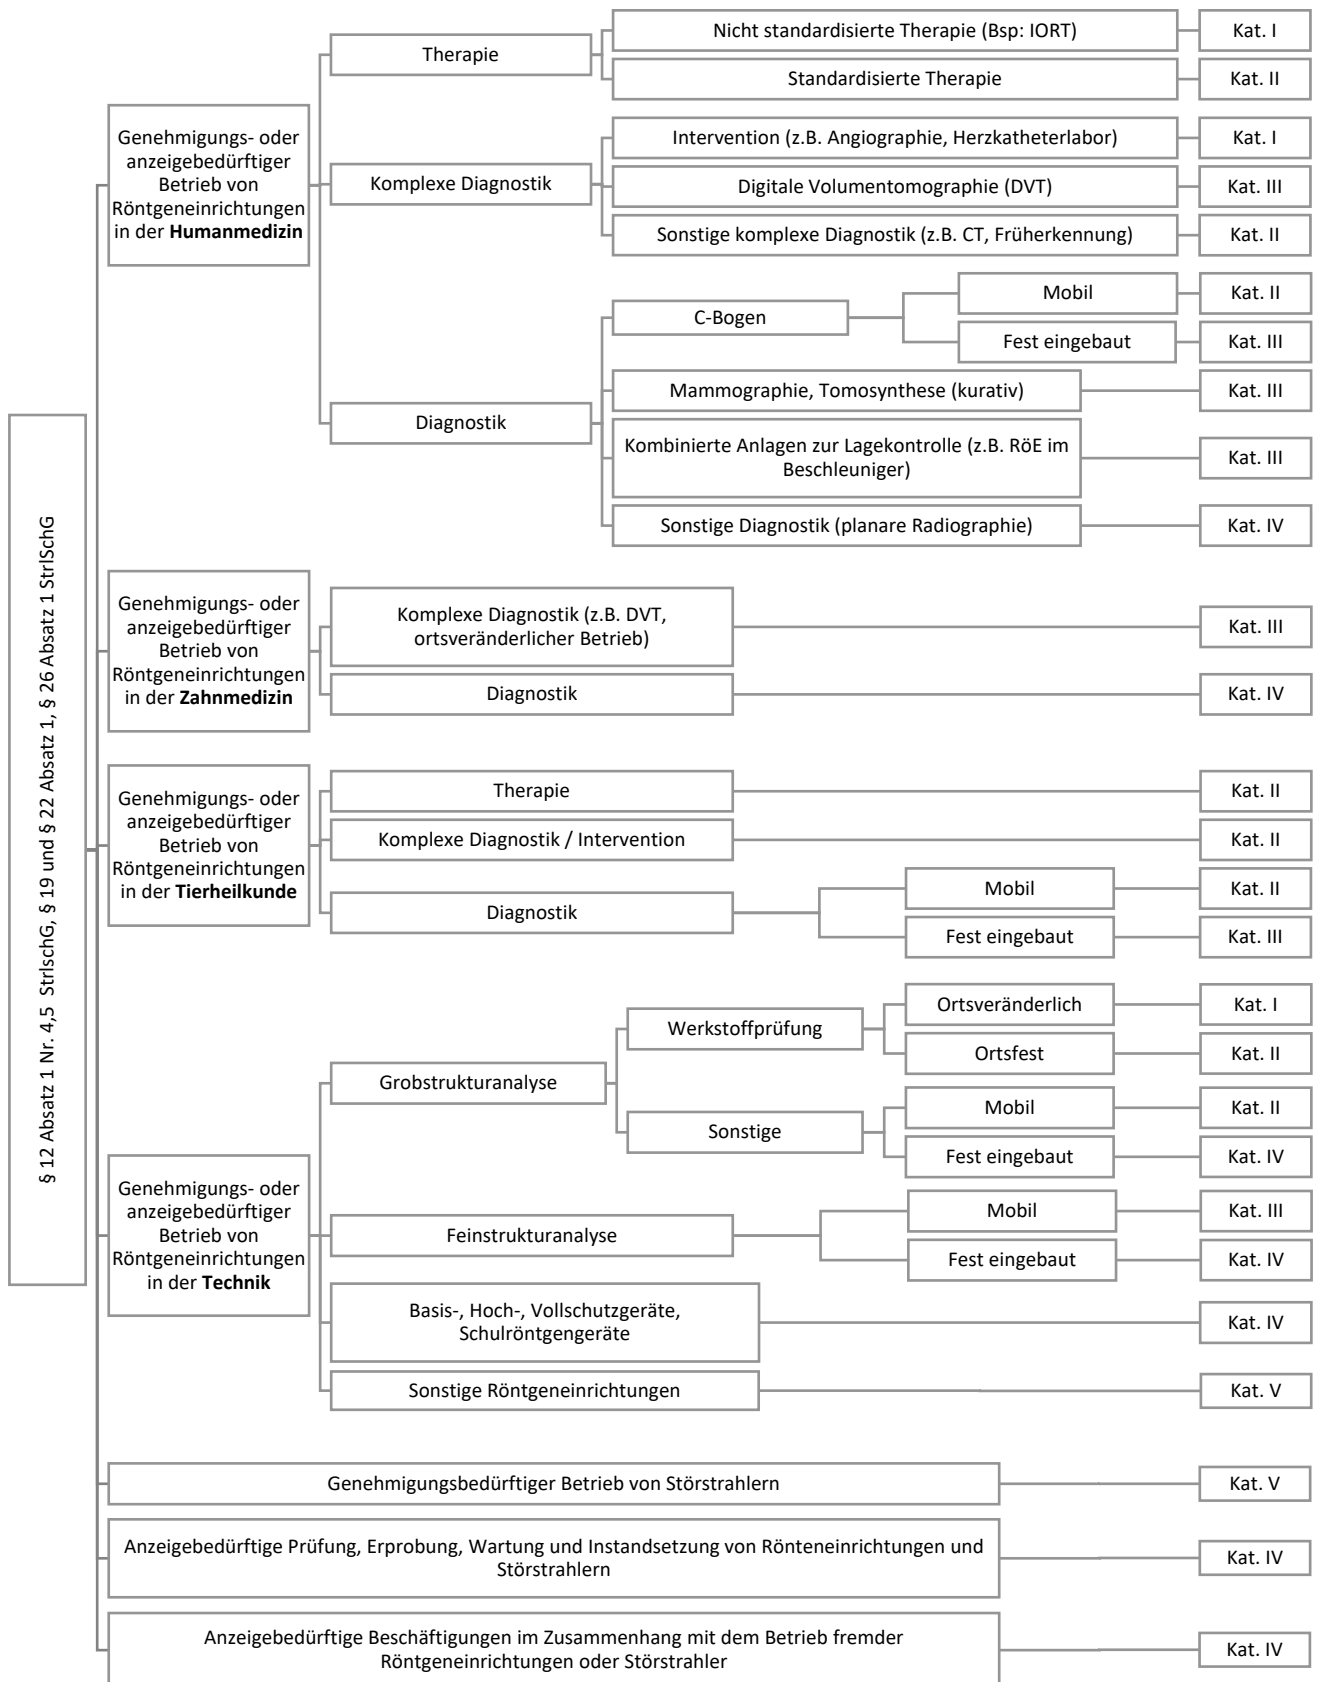 § 12 Absatz 1 Nr. 4,5 StrlschG, § 19 und § 22 Absatz 1, § 26 Absatz 1 StrlSchG
Genehmigungs- oder
anzeigebedürftiger
Betrieb von
Röntgeneinrichtungen
in der Humanmedizin
Therapie
Nicht standardisierte Therapie (Bsp: IORT)
Kat. I
Standardisierte Therapie
Kat. II
Komplexe Diagnostik
Intervention (z.B. Angiographie, Herzkatheterlabor)
Kat. I
Digitale Volumentomographie (DVT)
Kat. III
Sonstige komplexe Diagnostik (z.B. CT, Früherkennung)
Kat. II
Diagnostik
C-Bogen
Mobil
Kat. II
Fest eingebaut
Kat. III
Mammographie, Tomosynthese (kurativ)
Kat. III
Kombinierte Anlagen zur Lagekontrolle (z.B. RöE im
Beschleuniger)
Kat. III
Sonstige Diagnostik (planare Radiographie)
Kat. IV
Genehmigungs- oder
anzeigebedürftiger
Betrieb von
Röntgeneinrichtungen
in der Zahnmedizin
Komplexe Diagnostik (z.B. DVT,
ortsveränderlicher Betrieb)
Kat. III
Diagnostik
Kat. IV
Genehmigungs- oder
anzeigebedürftiger
Betrieb von
Röntgeneinrichtungen
in der Tierheilkunde
Therapie
Kat. II
Komplexe Diagnostik / Intervention
Kat. II
Diagnostik
Mobil
Kat. II
Fest eingebaut
Kat. III
Genehmigungs- oder
anzeigebedürftiger
Betrieb von
Röntgeneinrichtungen
in der Technik
Grobstrukturanalyse
Werkstoffprüfung
Ortsveränderlich
Kat. I
Ortsfest
Kat. II
Sonstige
Mobil
Kat. II
Fest eingebaut
Kat. IV
Feinstrukturanalyse
Mobil
Kat. III
Fest eingebaut
Kat. IV
Basis-, Hoch-, Vollschutzgeräte,
Schulröntgengeräte
Kat. IV
Sonstige Röntgeneinrichtungen
Kat. V
Genehmigungsbedürftiger Betrieb von Störstrahlern
Kat. V
Anzeigebedürftige Prüfung, Erprobung, Wartung und Instandsetzung von Rönteneinrichtungen und
Störstrahlern
Kat. IV
Anzeigebedürftige Beschäftigungen im Zusammenhang mit dem Betrieb fremder
Röntgeneinrichtungen oder Störstrahler
Kat. IV